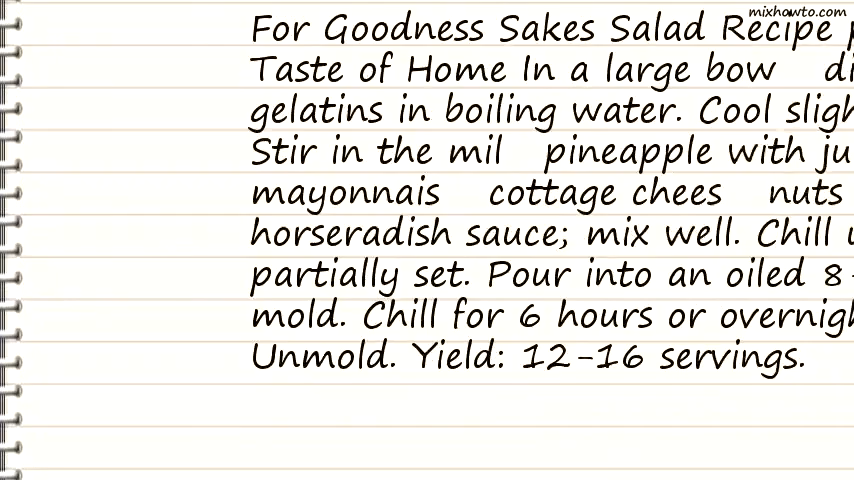 mixhowto.com
For Goodness Sakes Salad Recipe
Taste of Home In a large bow
gelatins in boiling water. Cool
Stir in the mil pineapple with
mayonnais cottage chees nuts
horseradish sauce; mix well. Chill
partially set. Pour into an oiled 8
mold. Chill for 6 hours or
Unmold. Yield: 12-16 servings.